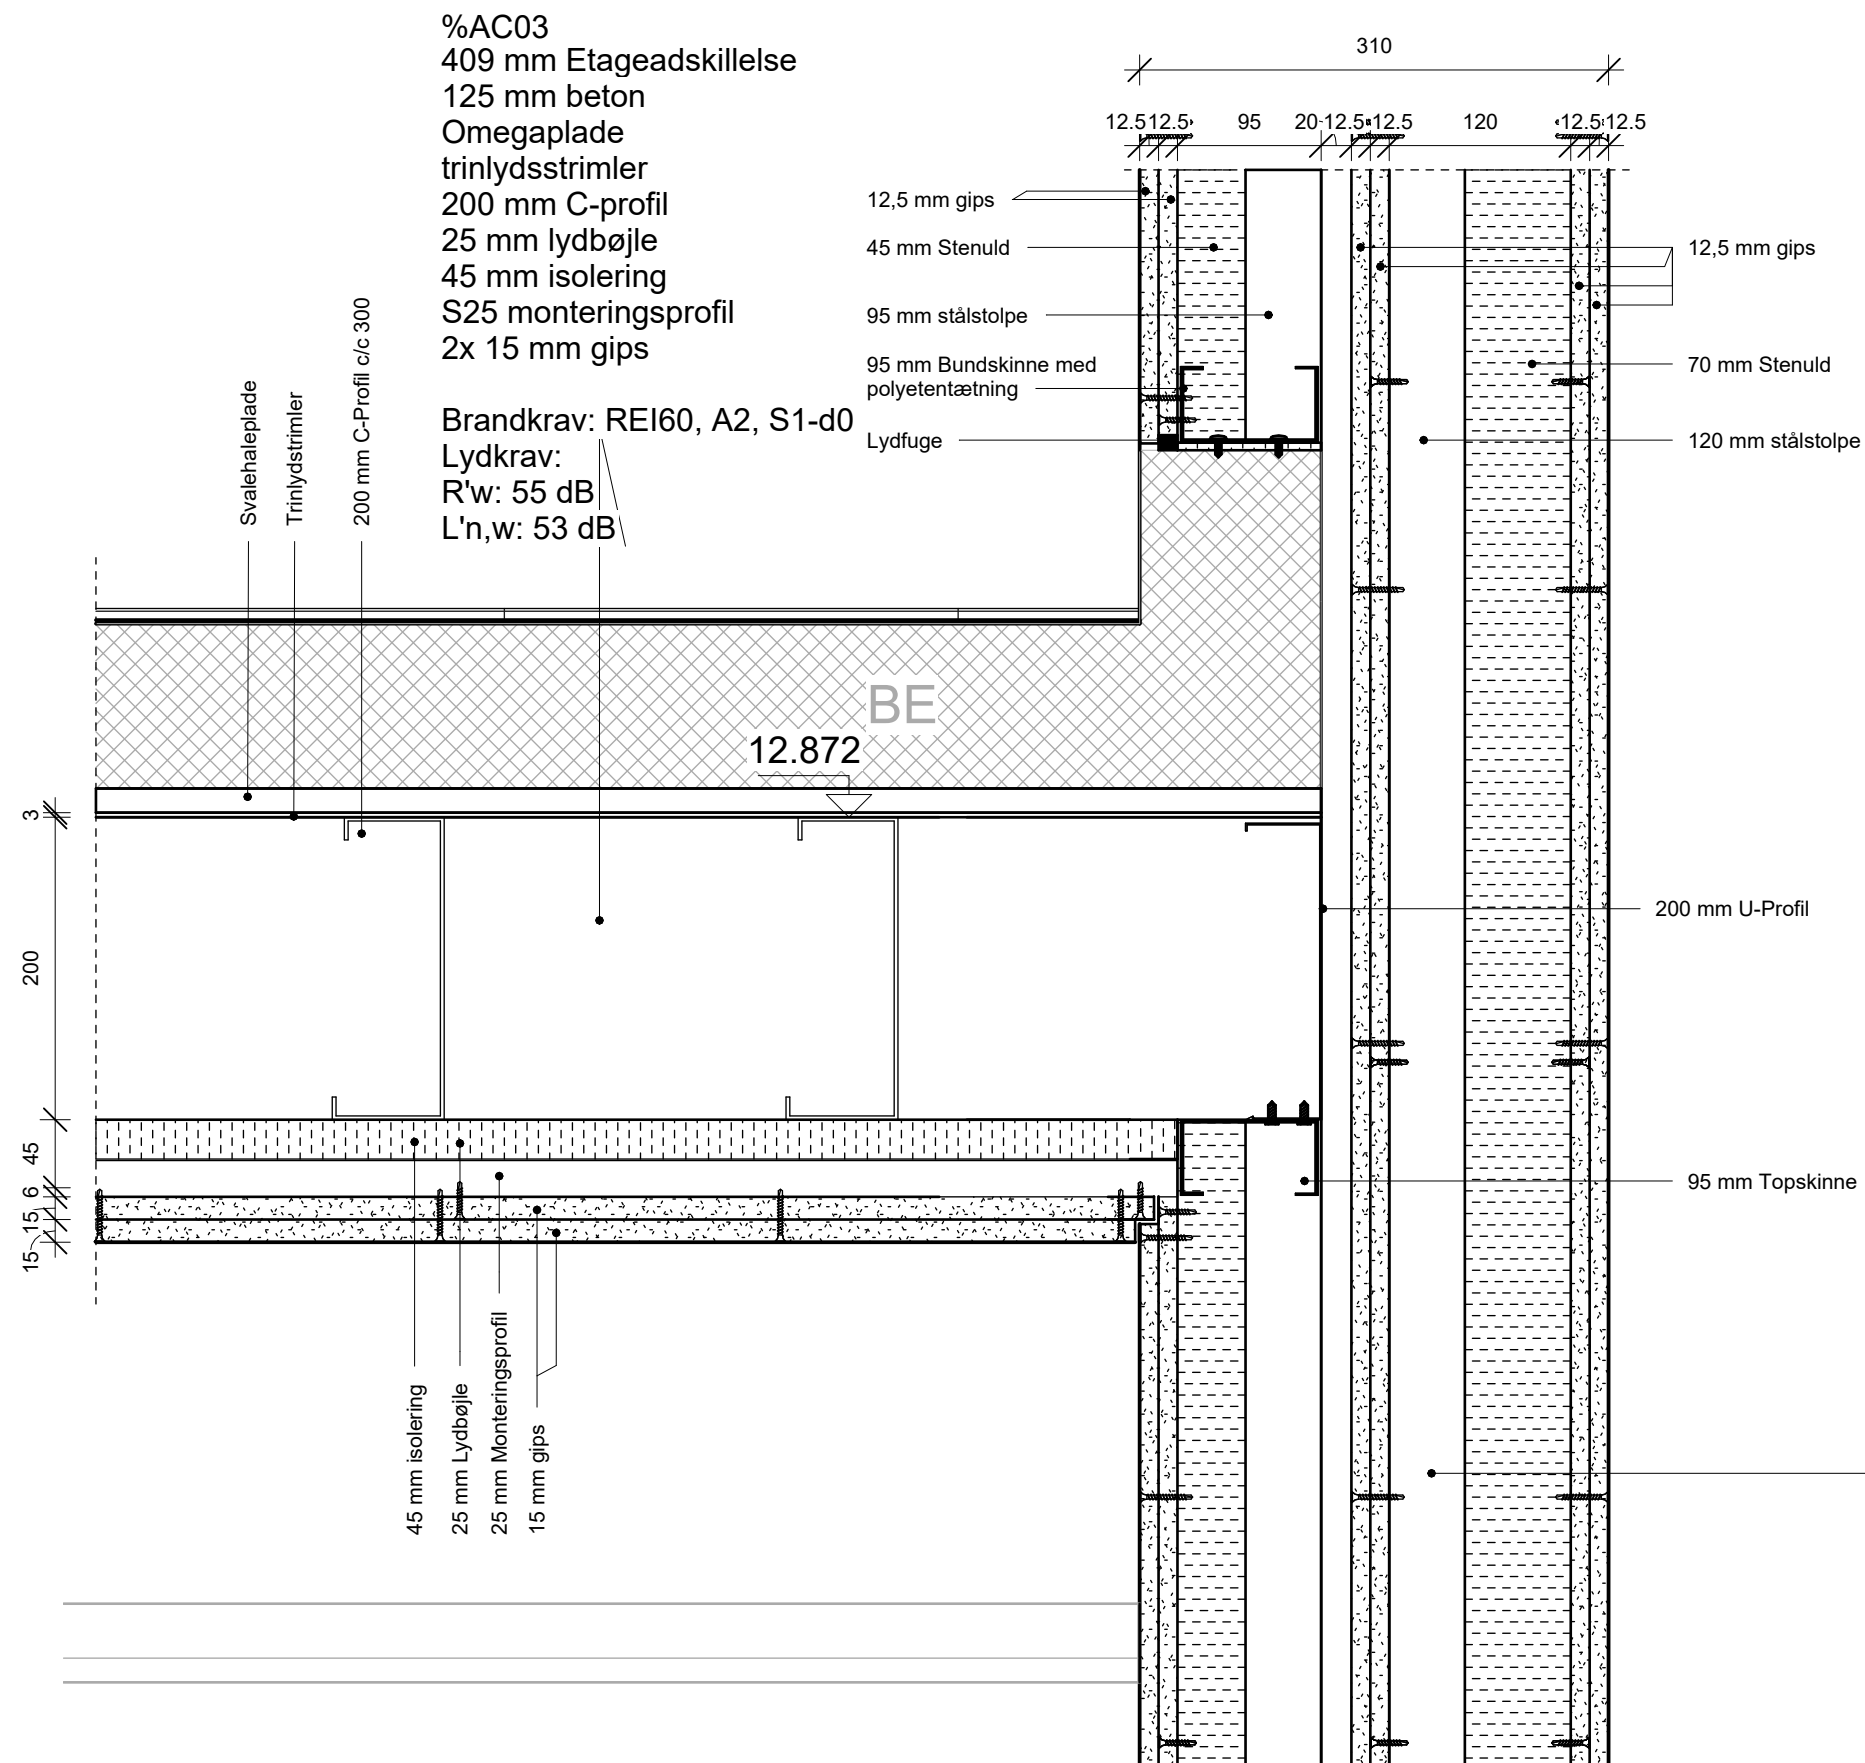 %AC03
409 mm Etageadskillelse
125 mm beton
Omegaplade
trinlydsstrimler
200 mm C-profil
25 mm lydbøjle
45 mm isolering
S25 monteringsprofil
2x 15 mm gips
Brandkrav: REI60, A2, S1-d0
Lydkrav:
R'w: 55 dB
L'n,w: 53 dB
310
12.5 12.5 95 20 12.5 12.5 120 12.5 12.5
12,5 mm gips
45 mm Stenuld
95 mm stålstolpe
95 mm Bundskinne med
polyetentætning
Lydfuge
12,5 mm gips
70 mm Stenuld
120 mm stålstolpe
200 mm U-Profil
95 mm Topskinne
Svalehaleplade
Trinlydstrimler
200 mm C-Profil c/c 300
BE
12.872
3
200
45
6
15
15
45 mm isolering
25 mm Lydbøjle
25 mm Monteringsprofil
15 mm gips